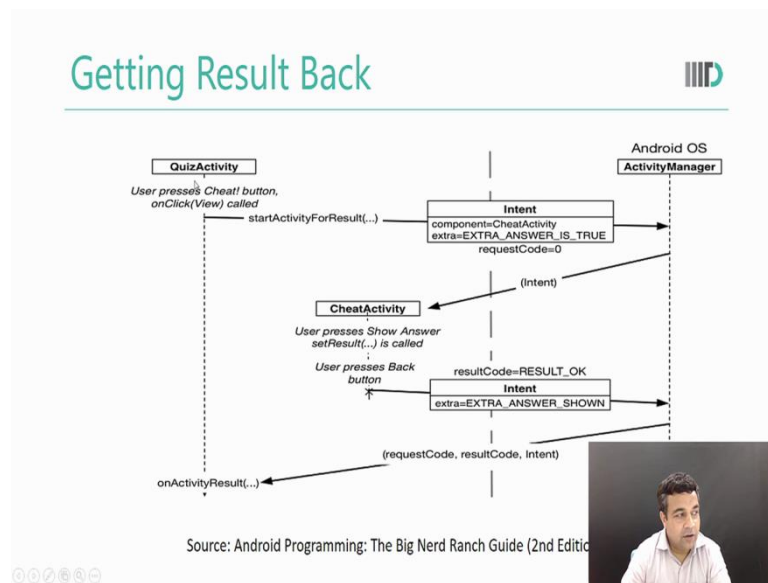 Getting Result Back
Android OS
QuizActivity
ActivityManager
User presses Cheat! button,
onClick(View) called
startActivityForResult(...)
Intent
component=CheatActivity
extra=EXTRA_ANSWER_IS_TRUE
requestCode=0
(Intent)
CheatActivity
User presses Show Answer
setResult(...) is called
User presses Back
button
resultCode=RESULT_OK
Intent
extra=EXTRA_ANSWER_SHOWN
(requestCode, resultCode, Intent)
onActivityResult(...)
Source: Android Programming: The Big Nerd Ranch Guide (2nd Editio